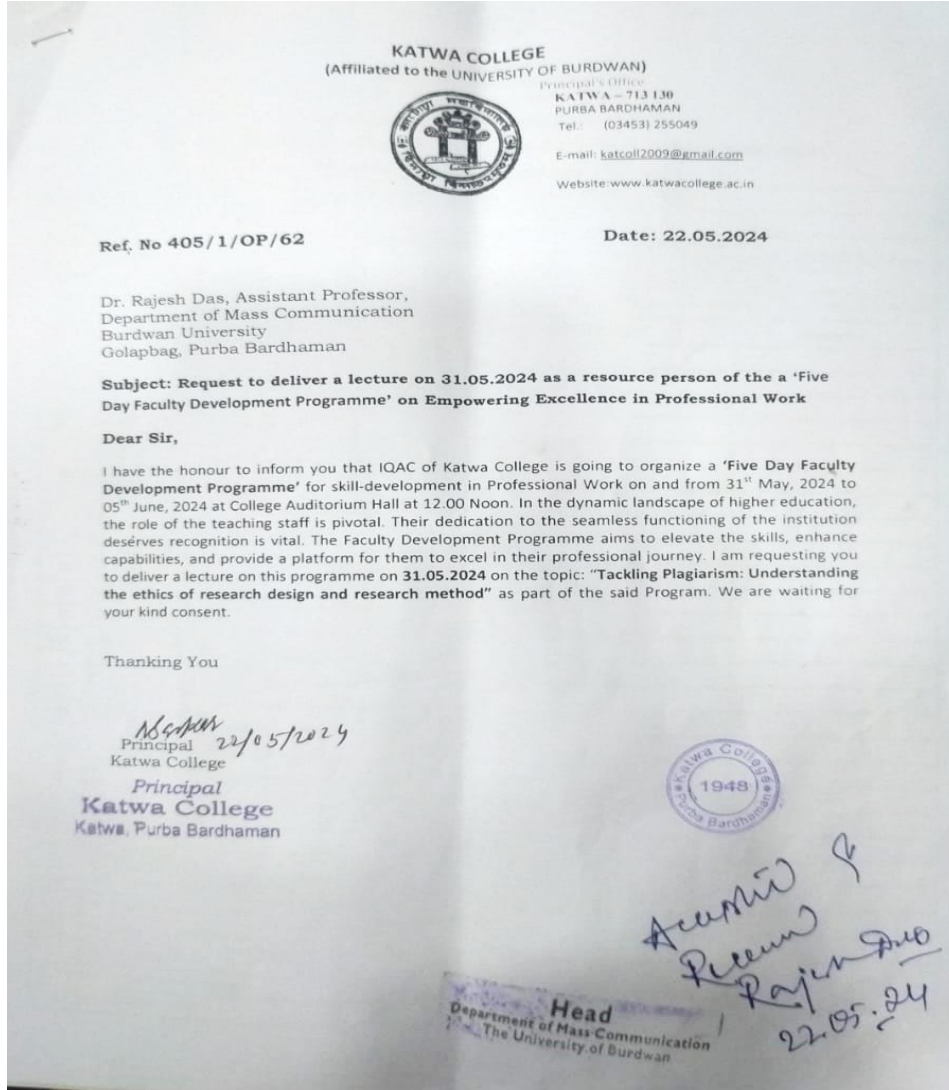 KATWA COLLEGE
(Affiliated to the UNIVERSITY OF BURDWAN)
Principal's Office
KATWA – 713 130
PURBA BARDHAMAN
Tel.: (03453) 255049
E-mail: katcoll2009@gmail.com
Website:www.katwacollege.ac.in
Ref. No 405/1/OP/62
Date: 22.05.2024
Dr. Rajesh Das, Assistant Professor,
Department of Mass Communication
Burdwan University
Golapbag, Purba Bardhaman
Subject: Request to deliver a lecture on 31.05.2024 as a resource person of the a ‘Five
Day Faculty Development Programme’ on Empowering Excellence in Professional Work
Dear Sir,
I have the honour to inform you that IQAC of Katwa College is going to organize a ‘Five Day Faculty
Development Programme’ for skill-development in Professional Work on and from 31st May, 2024 to
05th June, 2024 at College Auditorium Hall at 12.00 Noon. In the dynamic landscape of higher education,
the role of the teaching staff is pivotal. Their dedication to the seamless functioning of the institution
deserves recognition is vital. The Faculty Development Programme aims to elevate the skills, enhance
capabilities, and provide a platform for them to excel in their professional journey. I am requesting you
to deliver a lecture on this programme on 31.05.2024 on the topic: “Tackling Plagiarism: Understanding
the ethics of research design and research method” as part of the said Program. We are waiting for
your kind consent.
Thanking You
22/05/2024
Principal
Katwa College
Principal
Katwa College
Katwa, Purba Bardhaman
Katwa College
1948
Purba Bardhaman
Rajesh Das
22.05.24
Head
Department of Mass Communication
The University of Burdwan